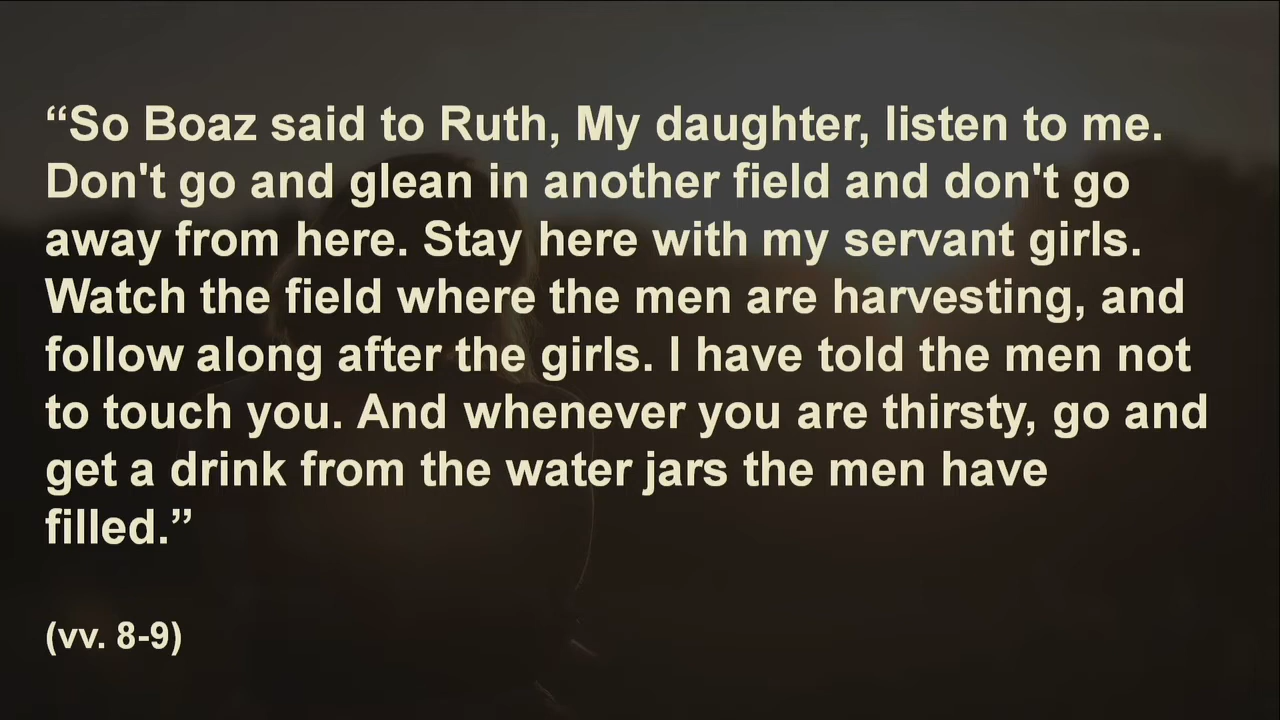 “So Boaz said to Ruth, My daughter, listen to me.
Don't go and glean in another field and don't go
away from here. Stay here with my servant girls.
Watch the field where the men are harvesting, and
follow along after the girls. I have told the men not
to touch you. And whenever you are thirsty, go and
get a drink from the water jars the men have
filled.”
(vv. 8-9)